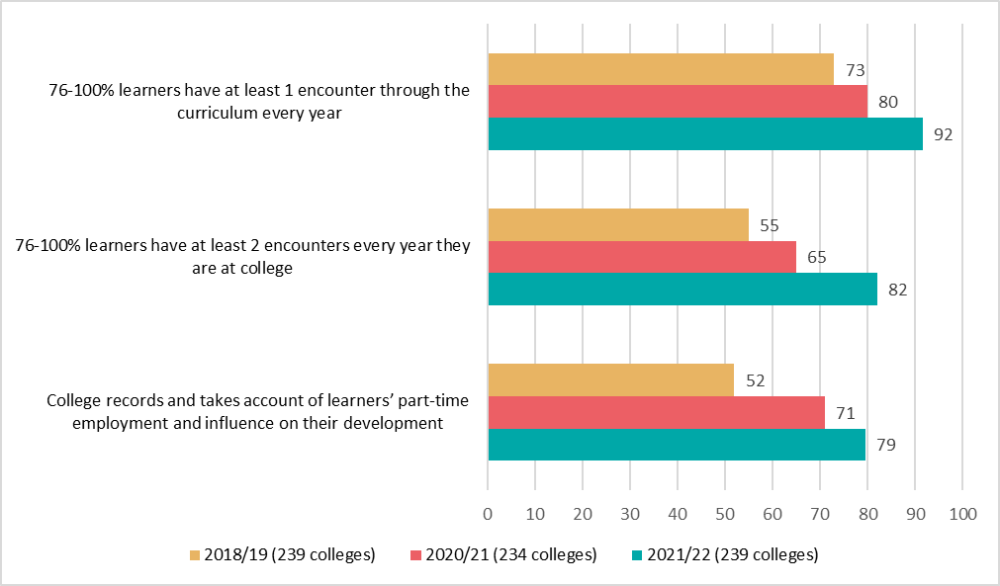 76-100% learners have at least 1 encounter through the
curriculum every year
73
80
92
76-100% learners have at least 2 encounters every year they
are at college
55
65
82
College records and takes account of learners’ part-time
employment and influence on their development
52
71
79
0 10 20 30 40 50 60 70 80 90 100
2018/19 (239 colleges) 2020/21 (234 colleges) 2021/22 (239 colleges)